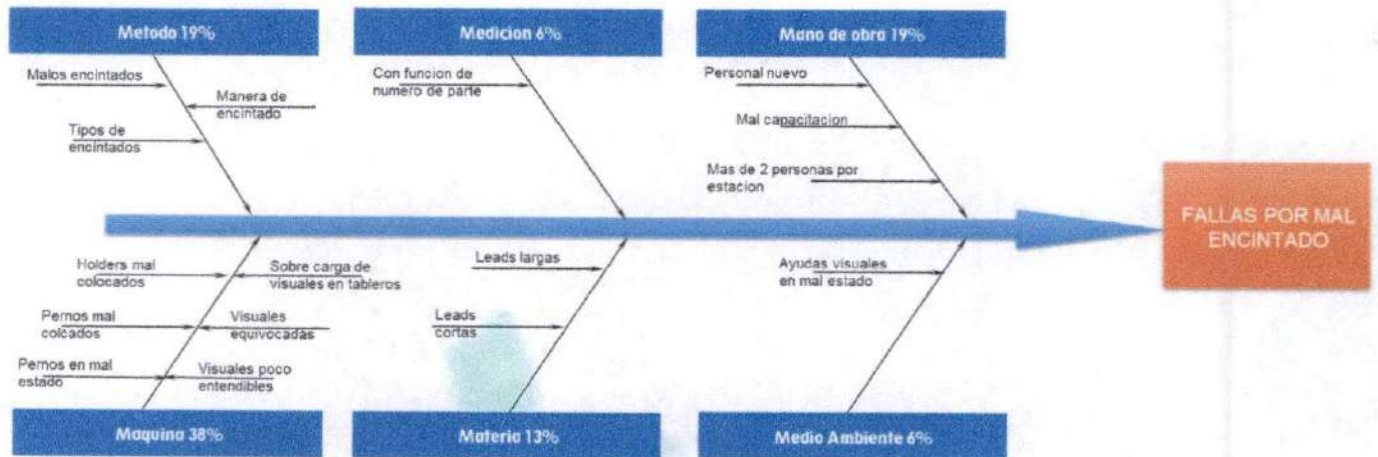 Metodo 19%
Medicion 6%
Mano de obra 19%
Malos encintados
Manera de
encintado
Tipos de
encintados
Con funcion de
numero de parte
Personal nuevo
Mal capacitacion
Mas de 2 personas por
estacion
FALLAS POR MAL
ENCINTADO
Holders mal
colocados
Sobre carga de
visuales en tableros
Pernos mal
colcados
Visuales
equivocadas
Pernos en mal
estado
Visuales poco
entendibles
Leads largas
Leads
cortas
Ayudas visuales
en mal estado
Maquina 38%
Materia 13%
Medio Ambiente 6%